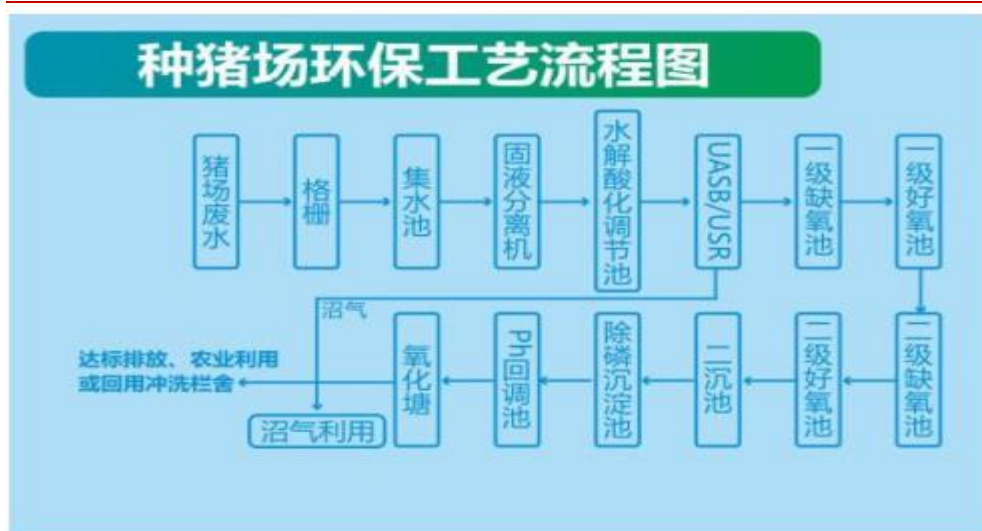 种猪场环保工艺流程图
猪场废水
格栅
集水池
固液分离机
水解酸化调节池
UASB/USR
一级缺氧池
一级好氧池
沼气
达标排放、农业利用
或回用冲洗栏舍
沼气利用
氧化塘
Ph回调池
除磷沉淀池
二沉池
二级好氧池
二级缺氧池